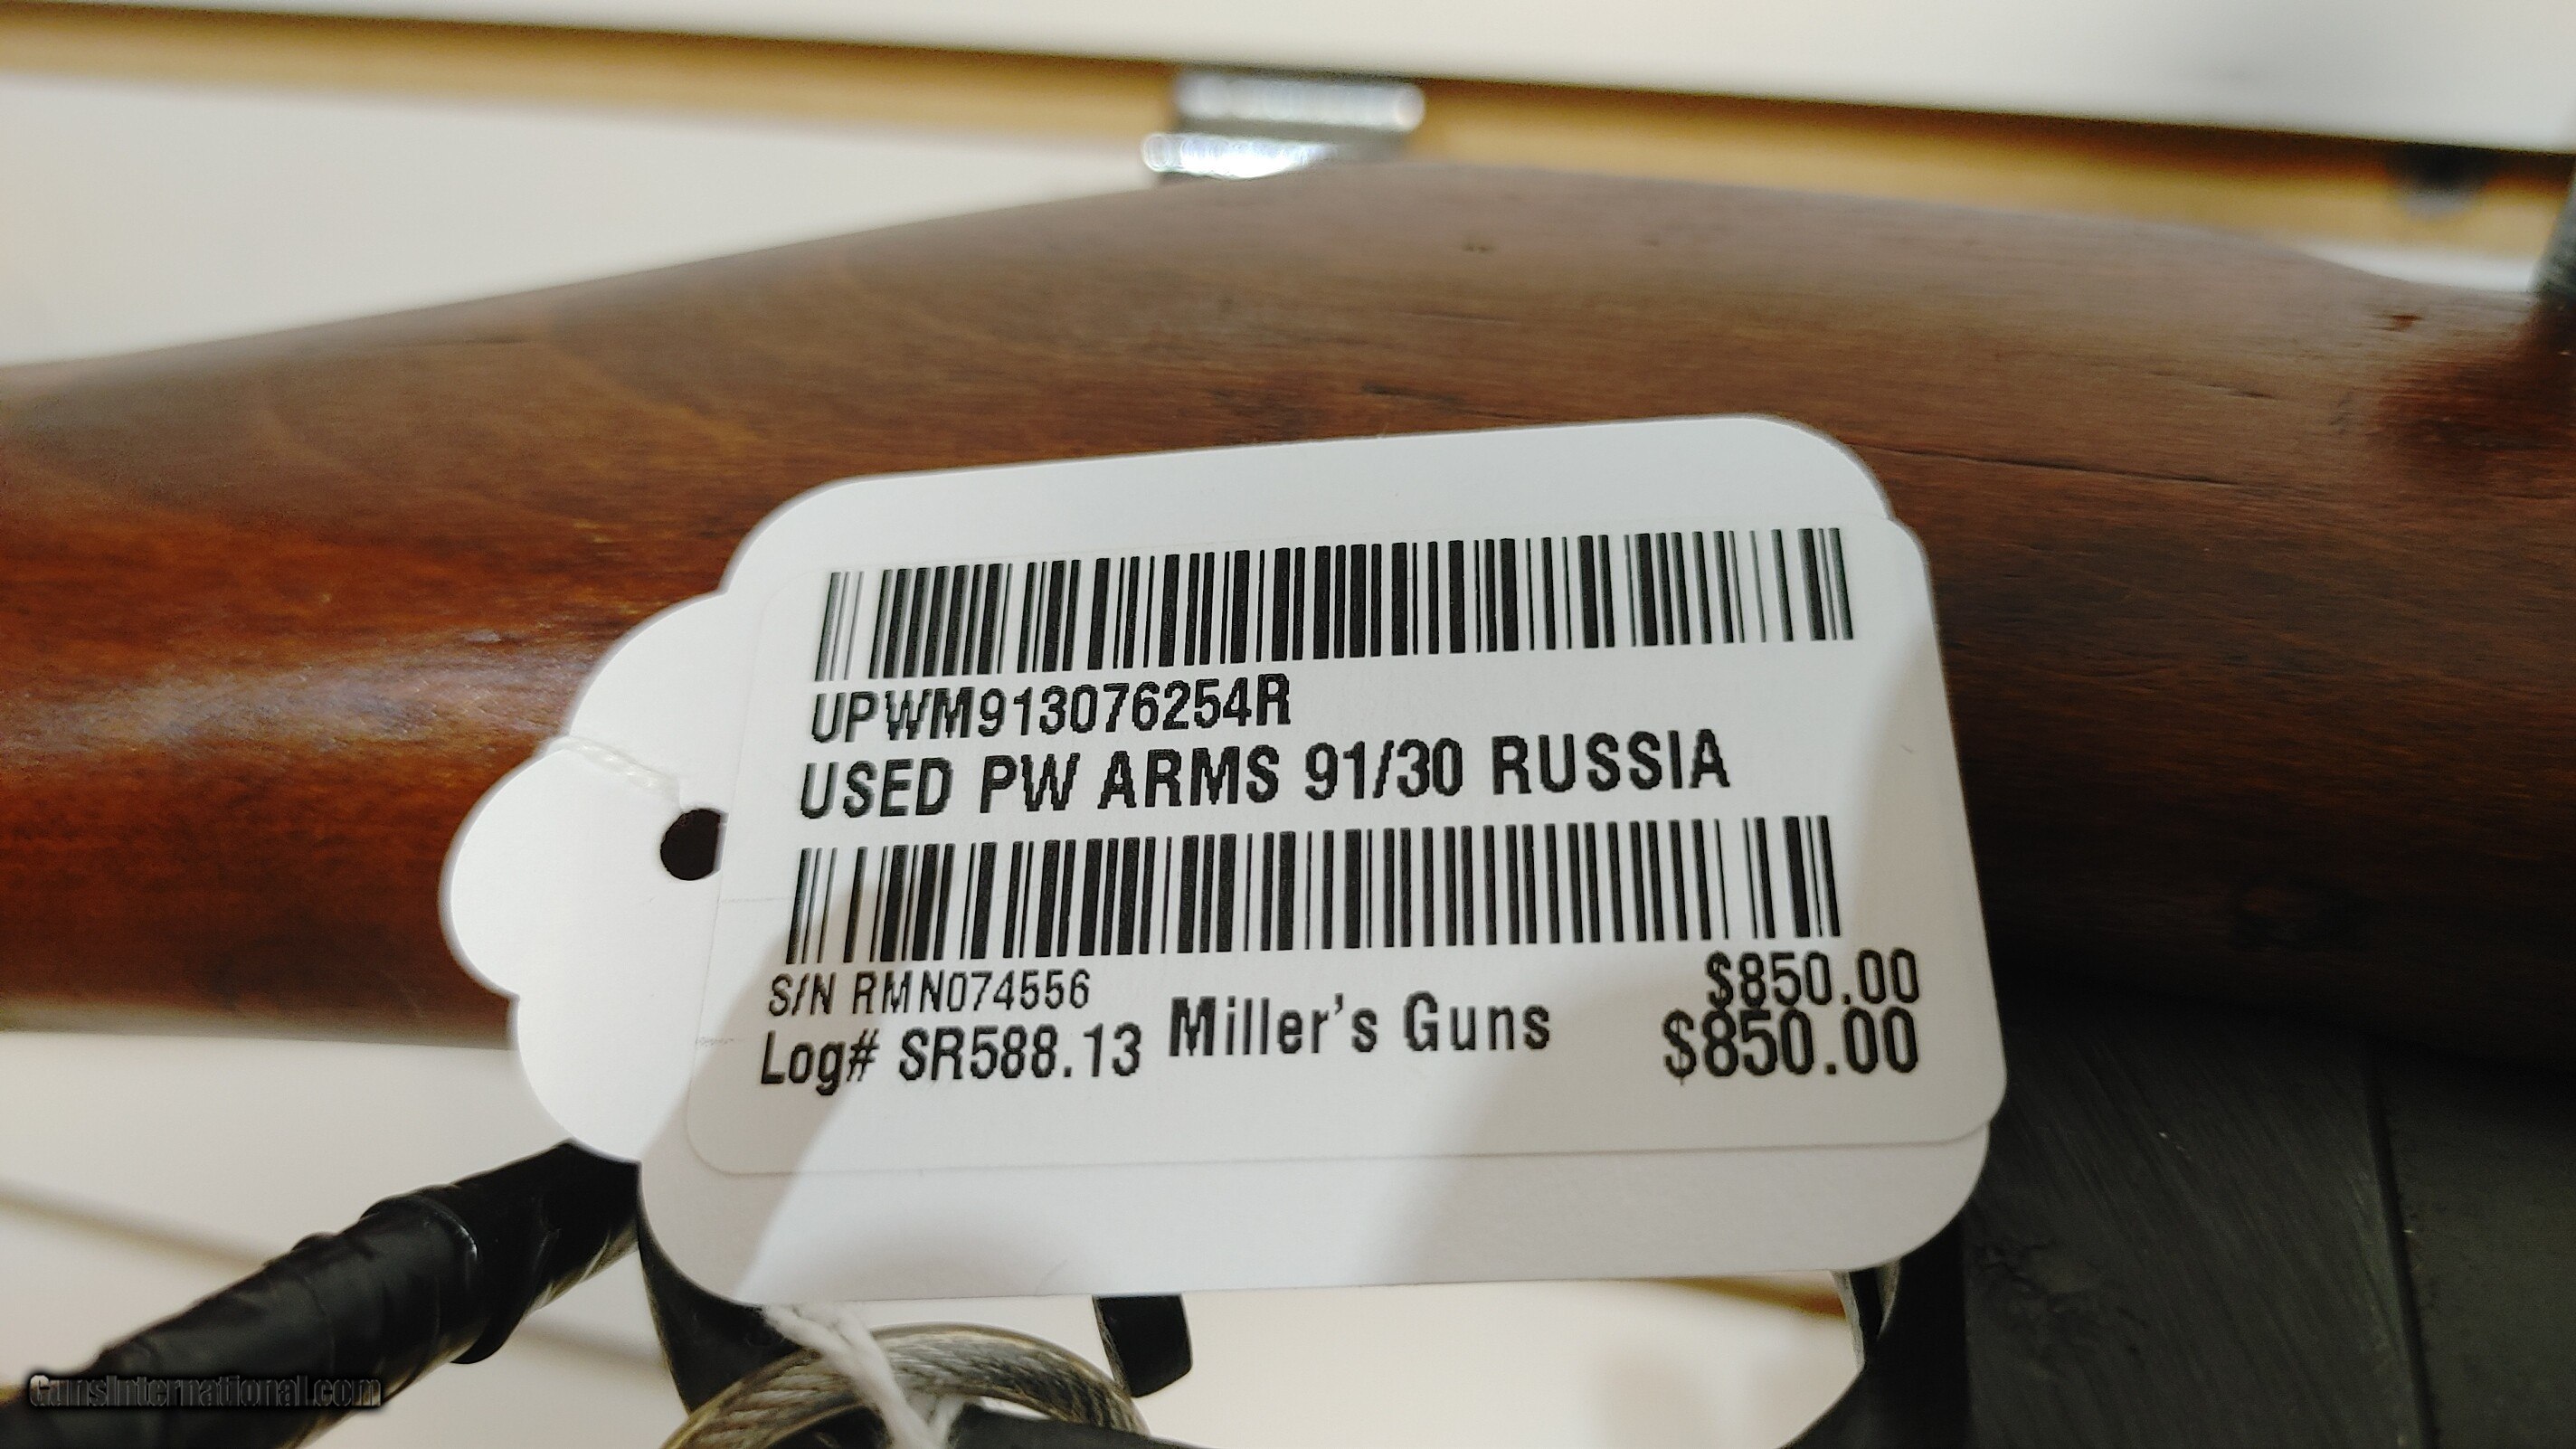 UPWM913076254R
USED PW ARMS 91/30 RUSSIA
S/N RMN074556
$850.00
Log# SR588.13 Miller's Guns $850.00
GunsInternational.com